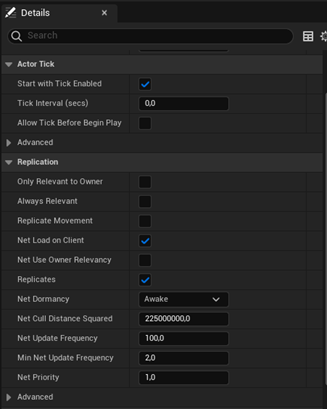 Details
Search
Actor Tick
Start with Tick Enabled
Tick Interval (secs) 0,0
Allow Tick Before Begin Play
Advanced
Replication
Only Relevant to Owner
Always Relevant
Replicate Movement
Net Load on Client
Net Use Owner Relevancy
Replicates
Net Dormancy Awake
Net Cull Distance Squared 225000000,0
Net Update Frequency 100,0
Min Net Update Frequency 2,0
Net Priority 1,0
Advanced